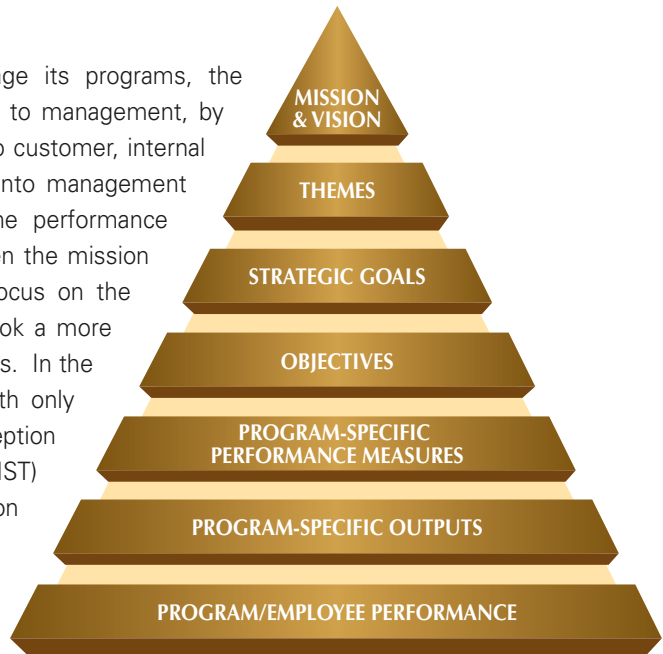 ge its programs, the
to management, by
customer, internal
nto management
e performance
n the mission
ocus on the
ok a more
s. In the
th only
eption
IST)
on
MISSION
& VISION
THEMES
STRATEGIC GOALS
OBJECTIVES
PROGRAM-SPECIFIC
PERFORMANCE MEASURES
PROGRAM-SPECIFIC OUTPUTS
PROGRAM/EMPLOYEE PERFORMANCE